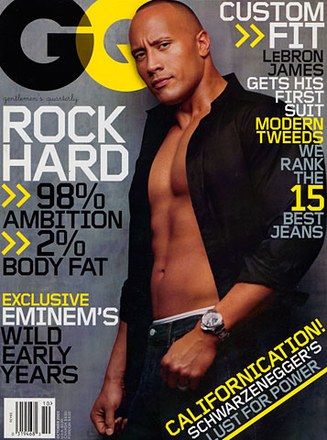 GQ
gentlemen's quarterly
CUSTOM
>> FIT
LEBRON
JAMES
GETS HIS
FIRST
SUIT
MODERN
TWEEDS
WE
RANK
THE
15
BEST
JEANS
ROCK
HARD
>> 98%
AMBITION
>> 2%
BODY FAT
EXCLUSIVE
EMINEM'S
WILD
EARLY
YEARS
CALIFORNICATION!
SCHWARZENEGGER'S
LUST FOR POWER